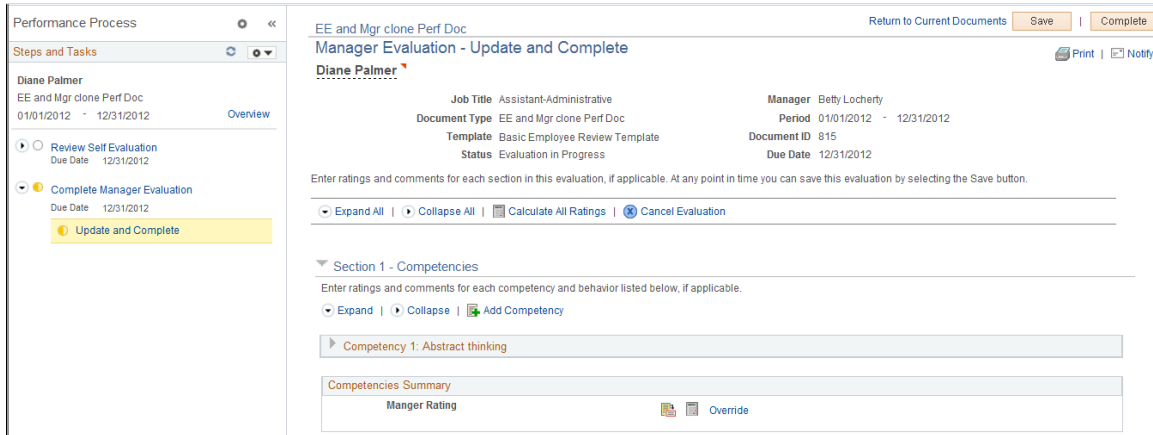 Performance Process
Steps and Tasks
Diane Palmer
EE and Mgr clone Perf Doc
01/01/2012 - 12/31/2012 Overview
Review Self Evaluation
Due Date 12/31/2012
Complete Manager Evaluation
Due Date 12/31/2012
Update and Complete
EE and Mgr clone Perf Doc
Return to Current Documents Save | Complete
Manager Evaluation - Update and Complete
Print | Notify
Diane Palmer
Job Title Assistant-Administrative Manager Betty Locherty
Document Type EE and Mgr clone Perf Doc Period 01/01/2012 - 12/31/2012
Template Basic Employee Review Template Document ID 815
Status Evaluation in Progress Due Date 12/31/2012
Enter ratings and comments for each section in this evaluation, if applicable. At any point in time you can save this evaluation by selecting the Save button.
Expand All | Collapse All | Calculate All Ratings | Cancel Evaluation
Section 1 - Competencies
Enter ratings and comments for each competency and behavior listed below, if applicable.
Expand | Collapse | Add Competency
Competency 1: Abstract thinking
Competencies Summary
Manger Rating Override